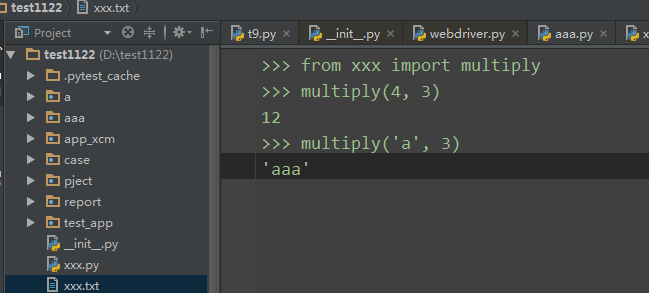 test1122 xxx.txt
Project
t9.py × __init__.py × webdriver.py × aaa.py × x
test1122 (D:\test1122)
.pytest_cache
a
aaa
app_xcm
case
pject
report
test_app
__init__.py
xxx.py
xxx.txt
>>> from xxx import multiply
>>> multiply(4, 3)
12
>>> multiply('a', 3)
'aaa'